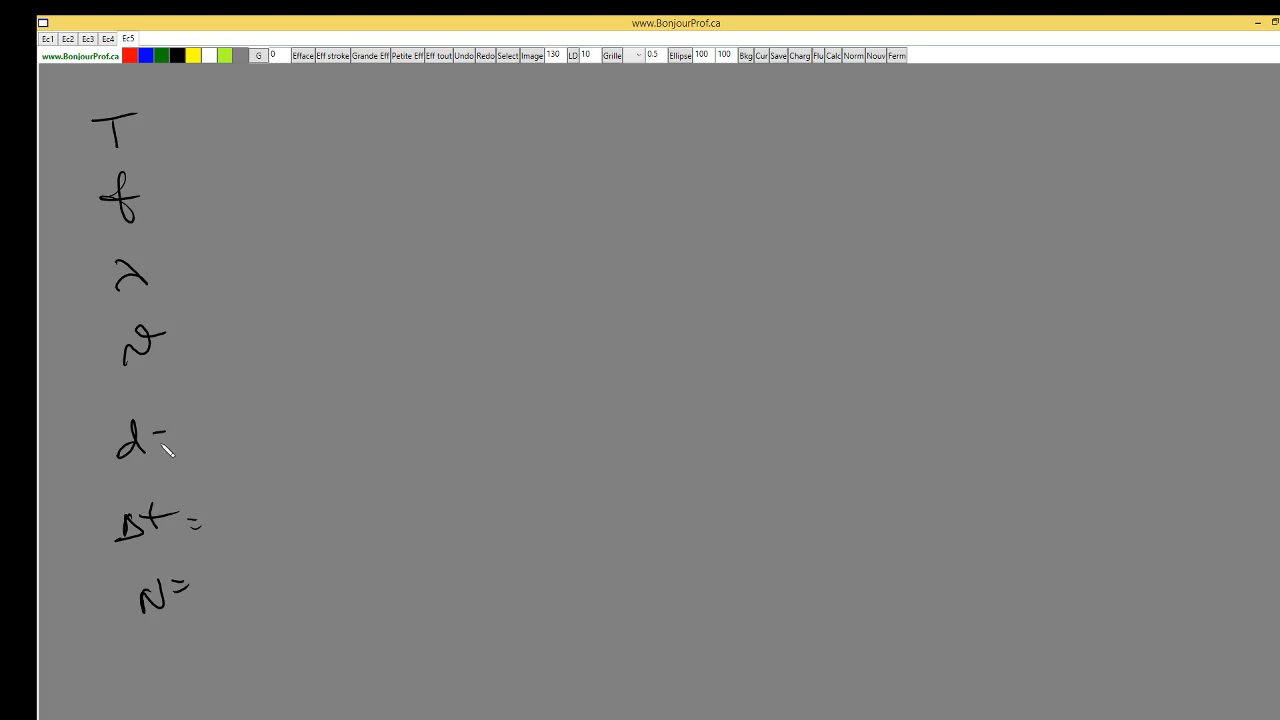 www.BonjourProf.ca
Ec1 Ec2 Ec3 Ec4 Ec5
www.BonjourProf.ca G 0 Efface Eff stroke Grande Eff Petite Eff Eff tout Undo Redo Select Image 130 LD 10 Grille 0.5 Ellipse 100 100 Bkg Cur Save Charg Flu Calc Norm Nouv Ferm
T
f
λ
v
d =
Δt =
N =